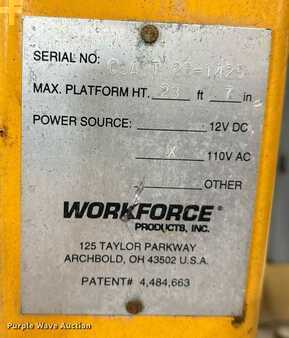 SERIAL NO:
MAX. PLATFORM HT. 23 ft 7 in
POWER SOURCE: 12V DC
X 110V AC
OTHER
WORKFORCE®
PRODUCTS, INC.
125 TAYLOR PARKWAY
ARCHBOLD, OH 43502 U.S.A.
PATENT# 4,484,663
Purple Wave Auction